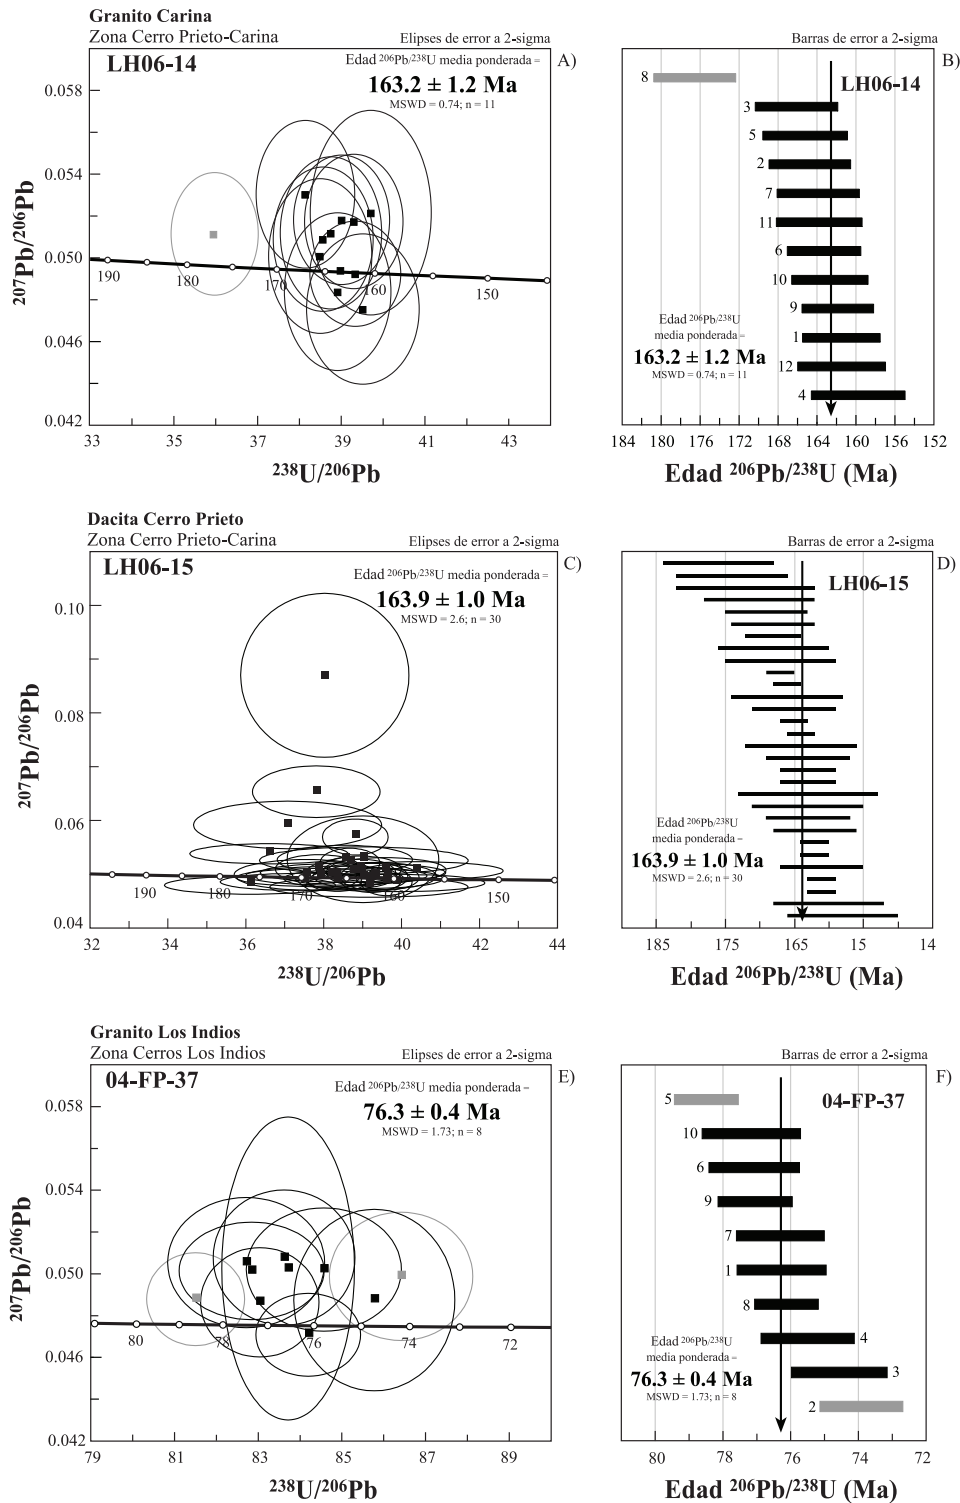 Granito Carina
Zona Cerro Prieto-Carina
Elipses de error a 2-sigma
A)
LH06-14
Edad 206Pb/238U media ponderada =
163.2 ± 1.2 Ma
MSWD = 0.74; n = 11
207Pb/206Pb
0.058
0.054
0.050
0.046
0.042
190
180
170
160
150
33
35
37
39
41
43
238U/206Pb
Barras de error a 2-sigma
B)
LH06-14
8
3
5
2
7
11
6
10
9
1
12
4
Edad 206Pb/238U
media ponderada =
163.2 ± 1.2 Ma
MSWD = 0.74; n = 11
184
180
176
172
168
164
160
156
152
Edad 206Pb/238U (Ma)
Dacita Cerro Prieto
Zona Cerro Prieto-Carina
Elipses de error a 2-sigma
C)
LH06-15
Edad 206Pb/238U media ponderada =
163.9 ± 1.0 Ma
MSWD = 2.6; n = 30
207Pb/206Pb
0.10
0.08
0.06
0.04
190
180
170
160
150
32
34
36
38
40
42
44
238U/206Pb
Barras de error a 2-sigma
D)
LH06-15
Edad 206Pb/238U
media ponderada =
163.9 ± 1.0 Ma
MSWD = 2.6; n = 30
185
175
165
15
14
Edad 206Pb/238U (Ma)
Granito Los Indios
Zona Cerros Los Indios
Elipses de error a 2-sigma
E)
04-FP-37
Edad 206Pb/238U media ponderada =
76.3 ± 0.4 Ma
MSWD = 1.73; n = 8
207Pb/206Pb
0.058
0.054
0.050
0.046
0.042
80
78
76
74
72
79
81
83
85
87
89
238U/206Pb
Barras de error a 2-sigma
F)
04-FP-37
5
10
6
9
7
1
8
4
3
2
Edad 206Pb/238U
media ponderada =
76.3 ± 0.4 Ma
MSWD = 1.73; n = 8
80
78
76
74
72
Edad 206Pb/238U (Ma)